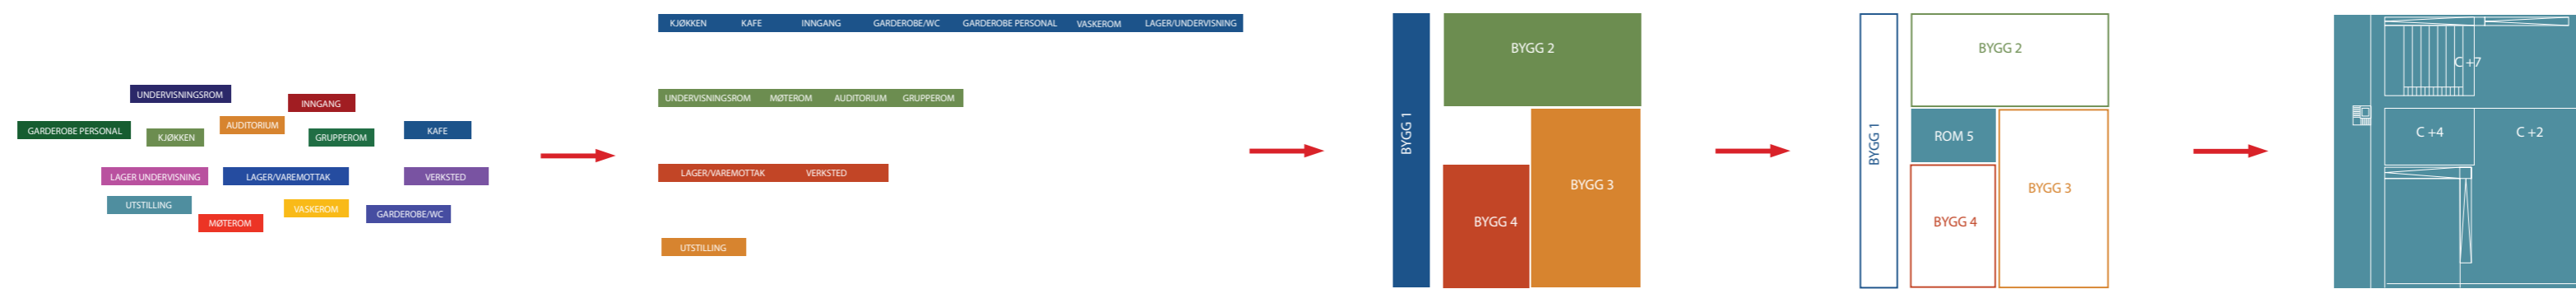 UNDERVISNINGSROM
INNGANG
GARDEROBE PERSONAL
KJØKKEN
AUDITORIUM
GRUPPEROM
KAFE
LAGER UNDERVISNING
LAGER/VAREMOTTAK
VERKSTED
UTSTILLING
MØTEROM
VASKEROM
GARDEROBE/WC
KJØKKEN KAFE INNGANG GARDEROBE/WC GARDEROBE PERSONAL VASKEROM LAGER/UNDERVISNING
UNDERVISNINGSROM MØTEROM AUDITORIUM GRUPPEROM
LAGER/VAREMOTTAK VERKSTED
UTSTILLING
BYGG 1
BYGG 2
BYGG 3
BYGG 4
BYGG 1
BYGG 2
ROM 5
BYGG 3
BYGG 4
C +7
C +4
C +2